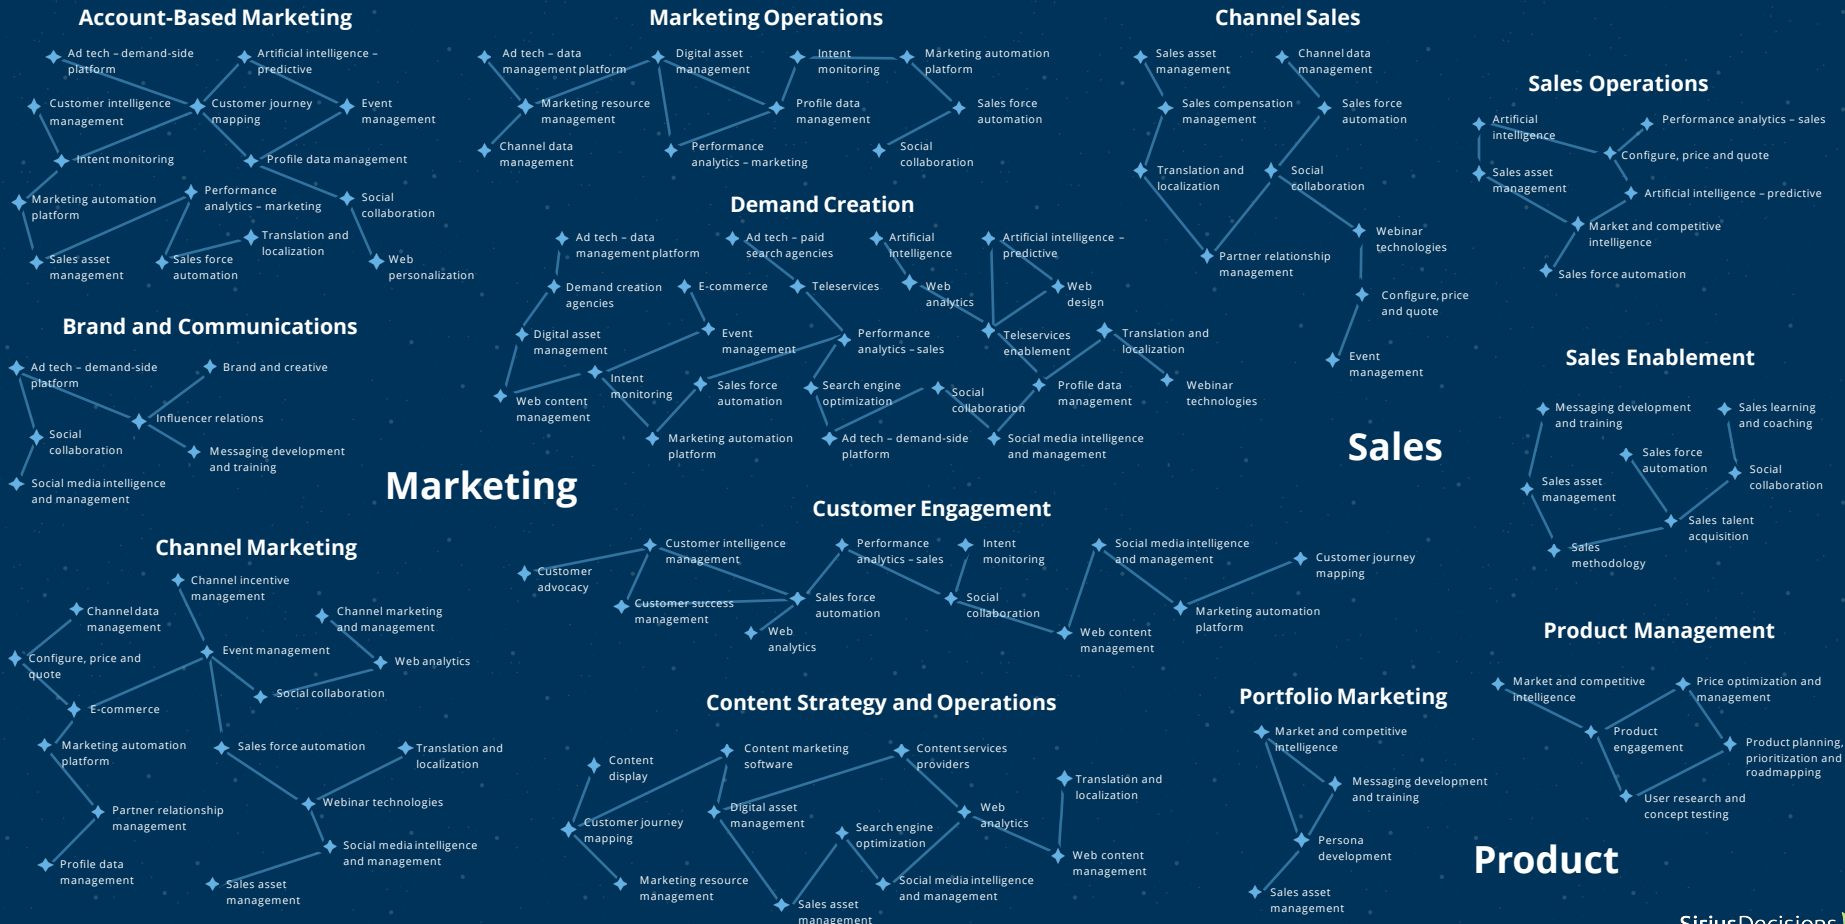 Account-Based Marketing
Ad tech – demand-side
platform
Artificial intelligence –
predictive
Customer intelligence
management
Customer journey
mapping
Event
management
Intent monitoring
Profile data management
Marketing automation
platform
Performance
analytics – marketing
Social
collaboration
Translation and
localization
Sales asset
management
Sales force
automation
Web
personalization
Brand and Communications
Ad tech – demand-side
platform
Brand and creative
Influencer relations
Social
collaboration
Messaging development
and training
Social media intelligence
and management
Channel Marketing
Channel incentive
management
Channel data
management
Channel marketing
and management
Configure, price and
quote
Event management
Web analytics
Social collaboration
E-commerce
Marketing automation
platform
Sales force automation
Translation and
localization
Partner relationship
management
Webinar technologies
Social media intelligence
and management
Profile data
management
Sales asset
management
Marketing Operations
Ad tech – data
management platform
Digital asset
management
Intent
monitoring
Marketing automation
platform
Marketing resource
management
Profile data
management
Sales force
automation
Channel data
management
Performance
analytics – marketing
Social
collaboration
Demand Creation
Ad tech – data
management platform
Ad tech – paid
search agencies
Artificial
intelligence
Artificial intelligence –
predictive
Demand creation
agencies
E-commerce
Teleservices
Web
analytics
Web
design
Digital asset
management
Event
management
Performance
analytics – sales
Teleservices
enablement
Translation and
localization
Web content
management
Intent
monitoring
Sales force
automation
Search engine
optimization
Social
collaboration
Profile data
management
Webinar
technologies
Marketing automation
platform
Ad tech – demand-side
platform
Social media intelligence
and management
Marketing
Customer Engagement
Customer intelligence
management
Performance
analytics – sales
Intent
monitoring
Social media intelligence
and management
Customer journey
mapping
Customer
advocacy
Customer success
management
Sales force
automation
Social
collaboration
Marketing automation
platform
Web
analytics
Web content
management
Content Strategy and Operations
Content
display
Content marketing
software
Content services
providers
Translation and
localization
Customer journey
mapping
Digital asset
management
Search engine
optimization
Web
analytics
Web content
management
Marketing resource
management
Sales asset
management
Social media intelligence
and management
Channel Sales
Sales asset
management
Channel data
management
Sales compensation
management
Sales force
automation
Translation and
localization
Social
collaboration
Webinar
technologies
Partner relationship
management
Configure, price
and quote
Event
management
Sales
Sales Operations
Artificial
intelligence
Performance analytics – sales
Configure, price and quote
Sales asset
management
Artificial intelligence – predictive
Market and competitive
intelligence
Sales force automation
Sales Enablement
Messaging development
and training
Sales learning
and coaching
Sales force
automation
Social
collaboration
Sales asset
management
Sales talent
acquisition
Sales
methodology
Portfolio Marketing
Market and competitive
intelligence
Messaging development
and training
Persona
development
Sales asset
management
Product Management
Market and competitive
intelligence
Price optimization and
management
Product
engagement
Product planning,
prioritization and
roadmapping
User research and
concept testing
Product
SiriusDecisions